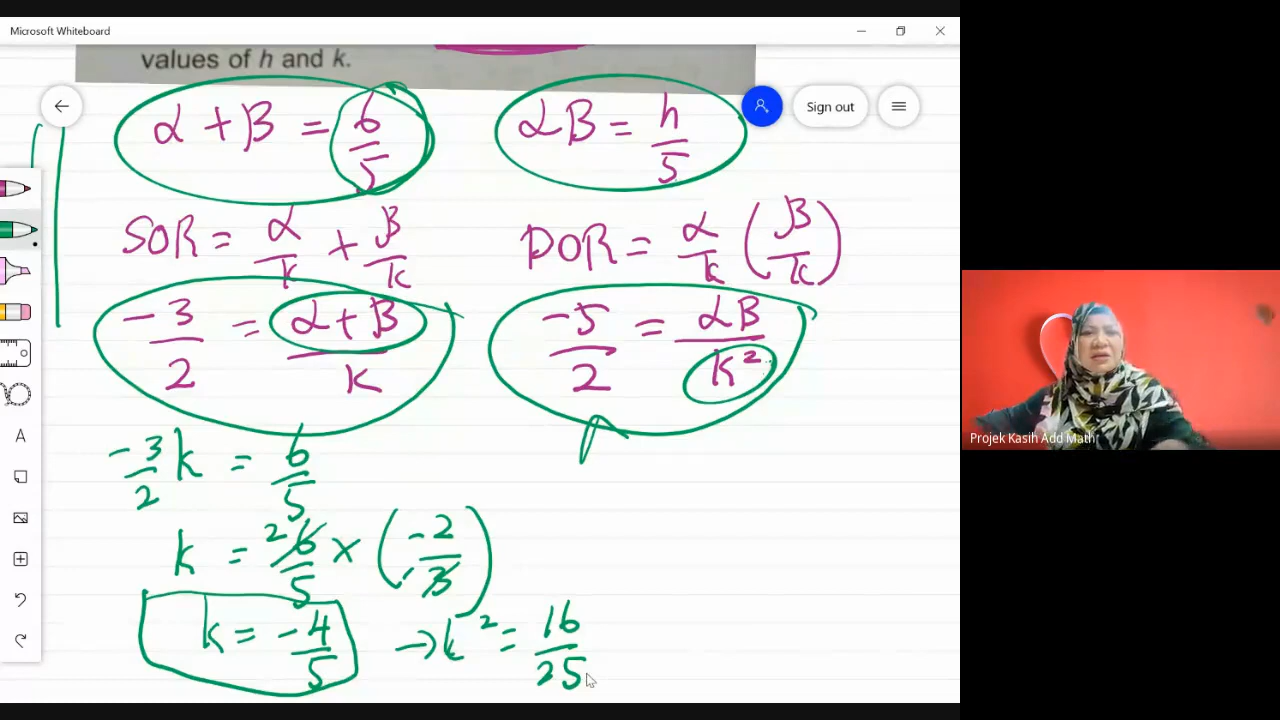 Microsoft Whiteboard
values of h and k.
Sign out
α + β = 6/5
αβ = h/5
SOR = α/k + β/k
POR = α/k (β/k)
-3/2 = α + β/k
-5/2 = αβ/k²
-3/2 k = 6/5
k = 2 6/5 × (-2/3)
k = -4/5 → k² = 16/25
A
Projek Kasih Add Math